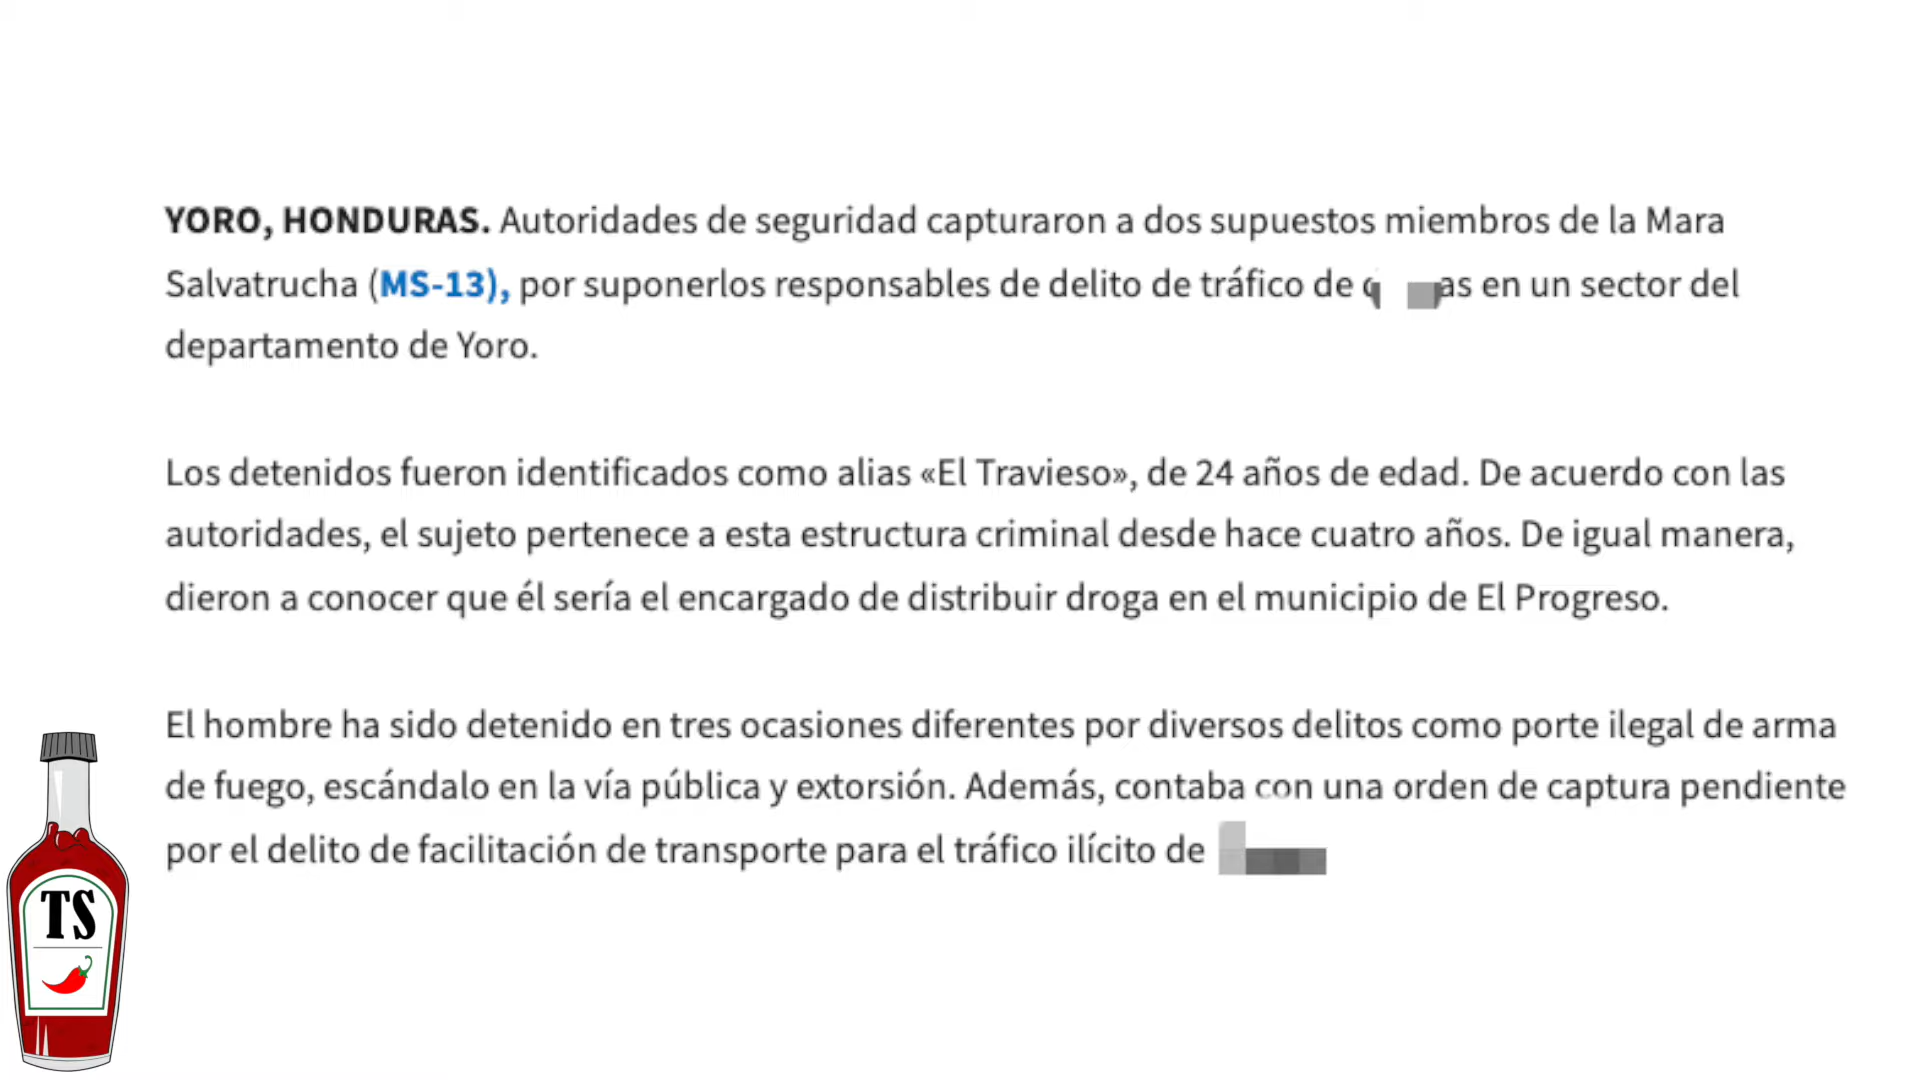 YORO, HONDURAS. Autoridades de seguridad capturaron a dos supuestos miembros de la Mara
Salvatrucha (MS-13), por suponerlos responsables de delito de tráfico de en un sector del
departamento de Yoro.
Los detenidos fueron identificados como alias «El Travieso», de 24 años de edad. De acuerdo con las
autoridades, el sujeto pertenece a esta estructura criminal desde hace cuatro años. De igual manera,
dieron a conocer que él sería el encargado de distribuir droga en el municipio de El Progreso.
El hombre ha sido detenido en tres ocasiones diferentes por diversos delitos como porte ilegal de arma
de fuego, escándalo en la vía pública y extorsión. Además, contaba con una orden de captura pendiente
por el delito de facilitación de transporte para el tráfico ilícito de
TS